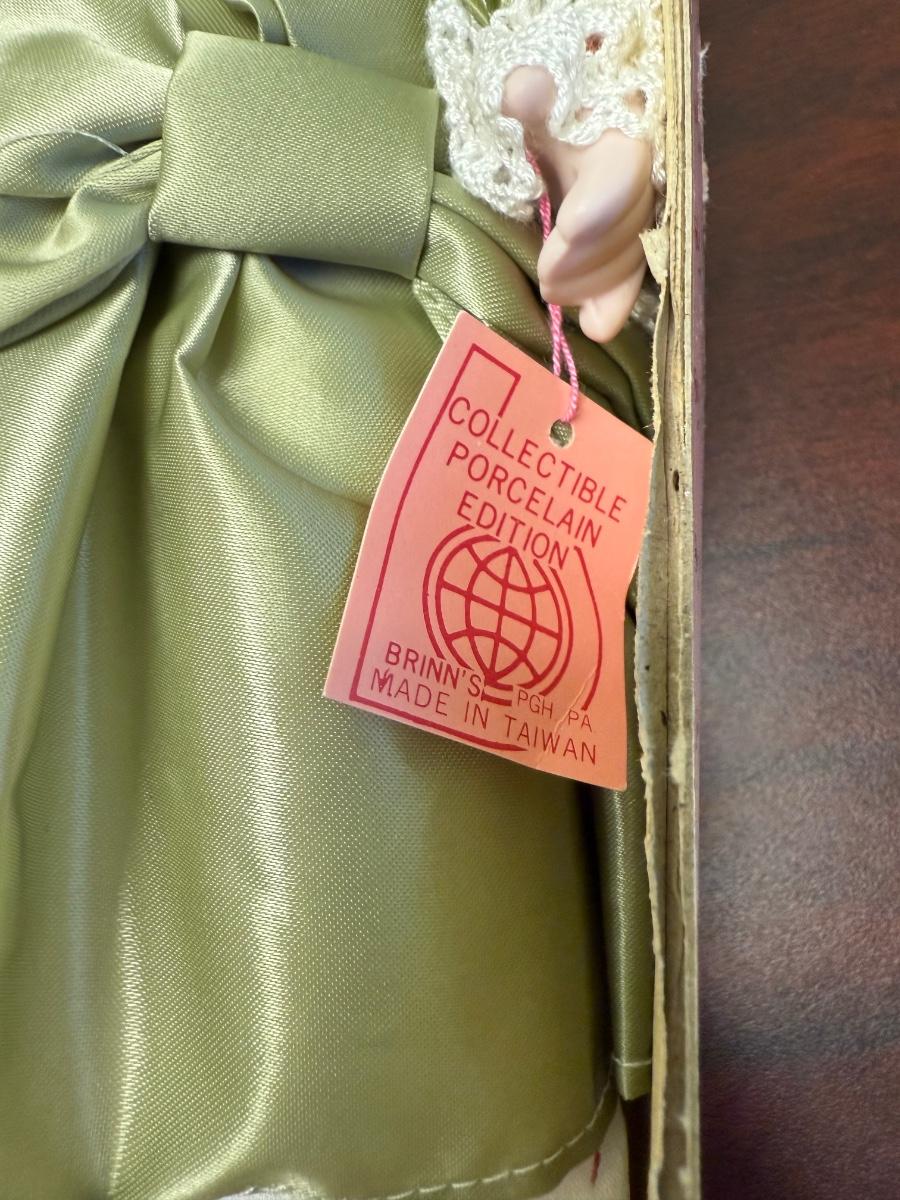 COLLECTIBLE
PORCELAIN
EDITION
BRINN'S PGH, PA.
MADE IN TAIWAN